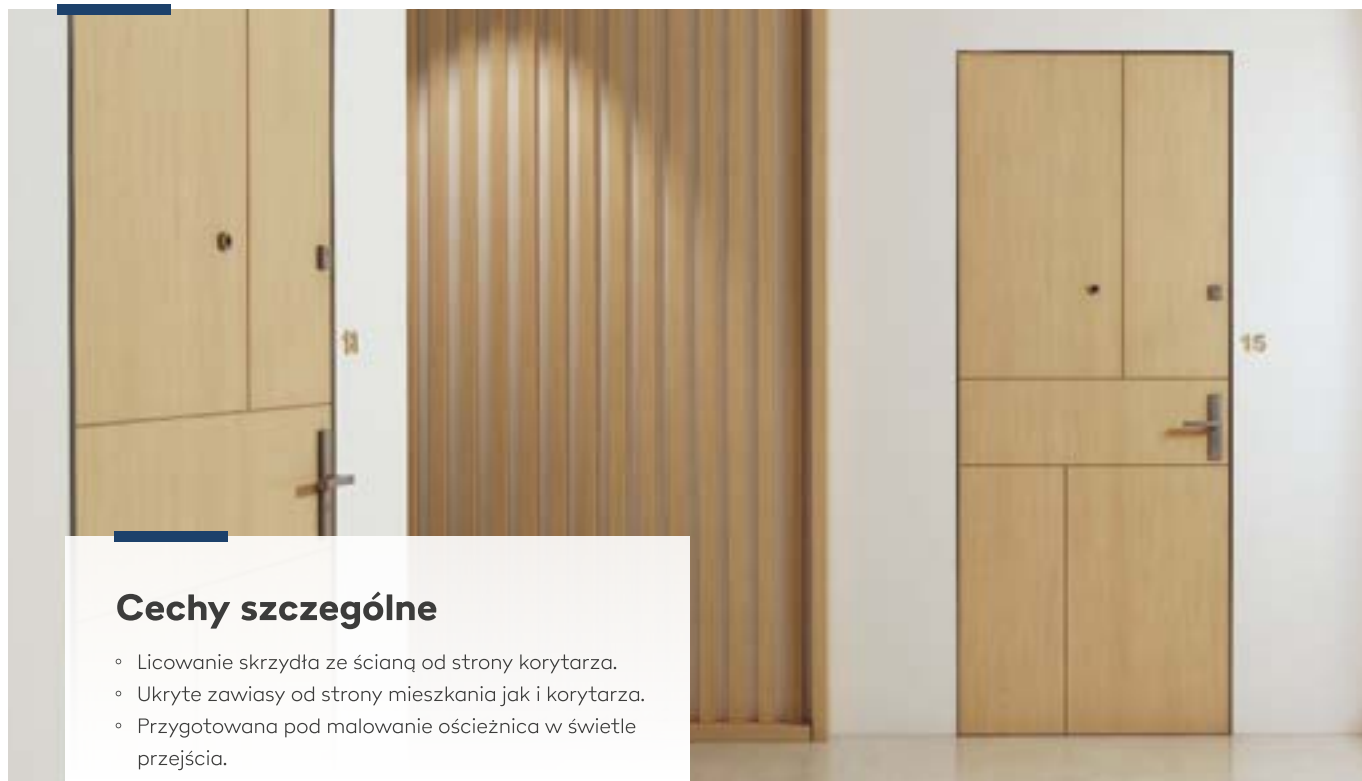 15
Cechy szczególne
Licowanie skrzydła ze ścianą od strony korytarza.
Ukryte zawiasy od strony mieszkania jak i korytarza.
Przygotowana pod malowanie ościeżnica w świetle
przejścia.